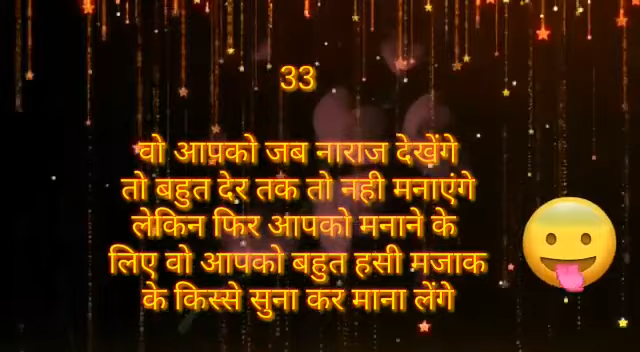 33
वो आपको जब नाराज देखेंगे
तो बहुत देर तक तो नही मनाएंगे
लेकिन फिर आपको मनाने के
लिए वो आपको बहुत हसी मजाक
के किस्से सुना कर माना लेंगे